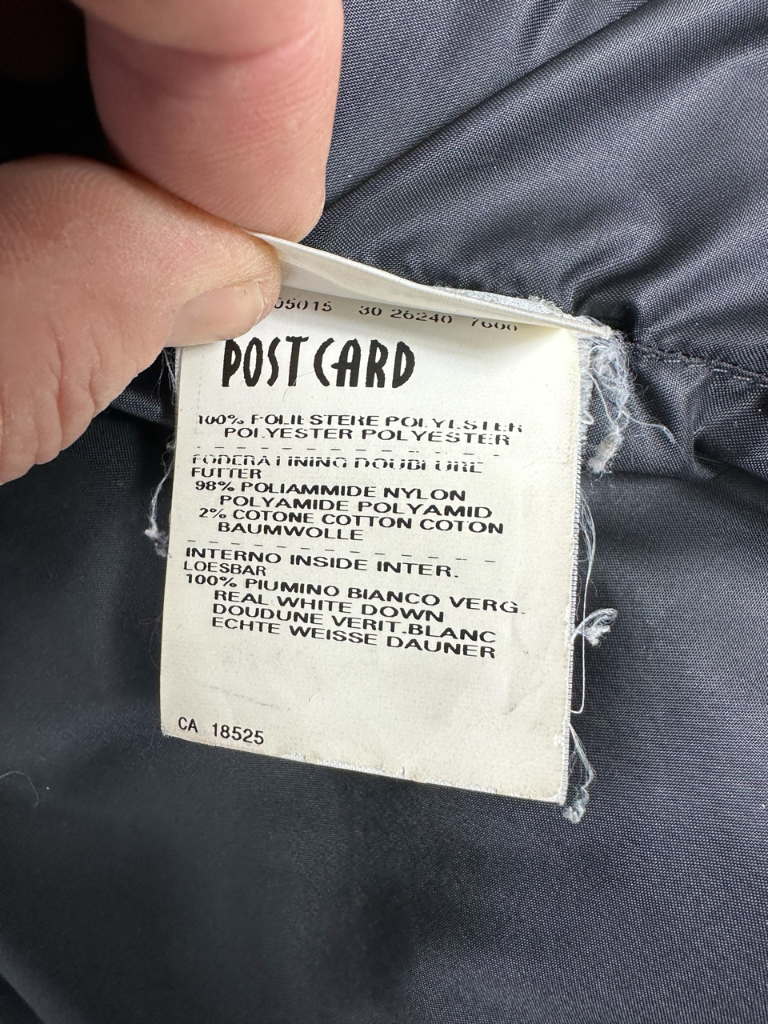 05015 30 26240 7600
POSTCARD
100% POLIESTERE POLYESTER
POLYESTER POLYESTER
FODERA LINING DOUBLURE
FUTTER
98% POLIAMMIDE NYLON
POLYAMIDE POLYAMID
2% COTONE COTTON COTON
BAUMWOLLE
INTERNO INSIDE INTER.
LOESBAR
100% PIUMINO BIANCO VERG.
REAL WHITE DOWN
DOUDUNE VERIT.BLANC
ECHTE WEISSE DAUNER
CA 18525